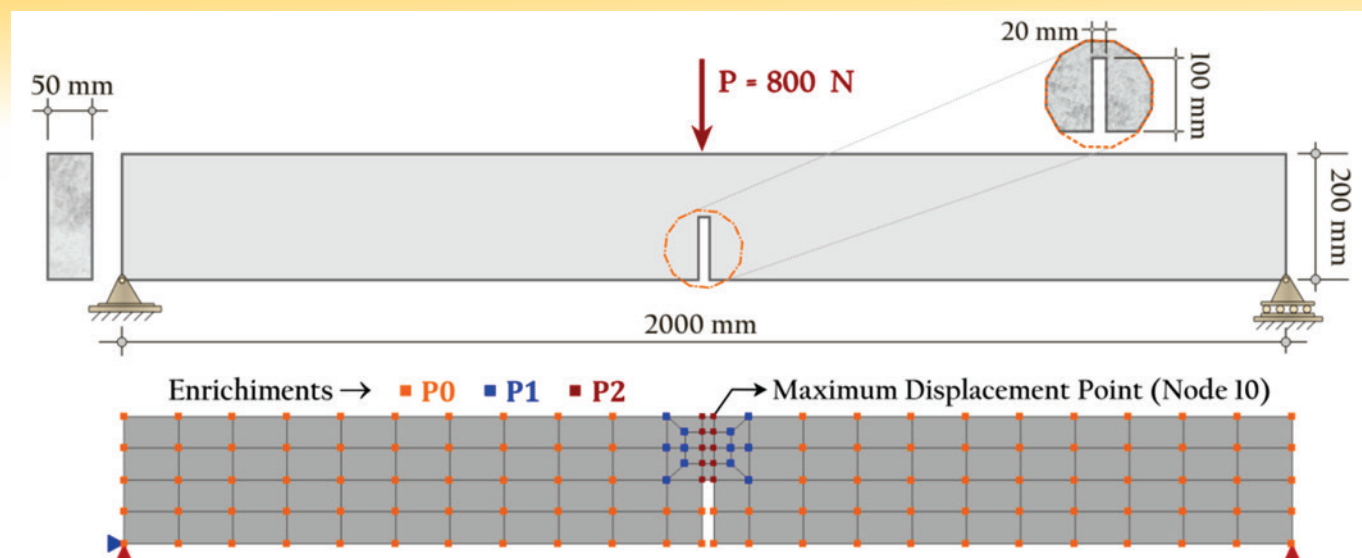 20 mm
50 mm
P = 800 N
100 mm
200 mm
2000 mm
Enrichiments → P0 P1 P2 Maximum Displacement Point (Node 10)